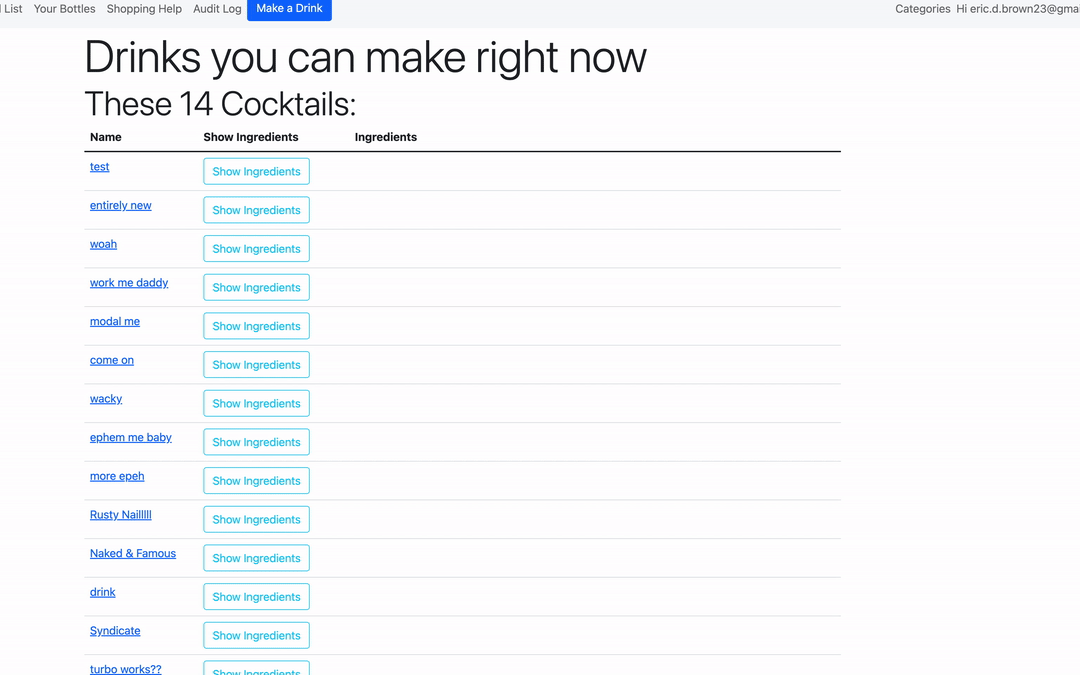 List Your Bottles Shopping Help Audit Log Make a Drink Categories Hi eric.d.brown23@gma
Drinks you can make right now
These 14 Cocktails:
Name Show Ingredients Ingredients
test Show Ingredients
entirely new Show Ingredients
woah Show Ingredients
work me daddy Show Ingredients
modal me Show Ingredients
come on Show Ingredients
wacky Show Ingredients
ephem me baby Show Ingredients
more epeh Show Ingredients
Rusty Nailllll Show Ingredients
Naked & Famous Show Ingredients
drink Show Ingredients
Syndicate Show Ingredients
turbo works?? Show Ingredients